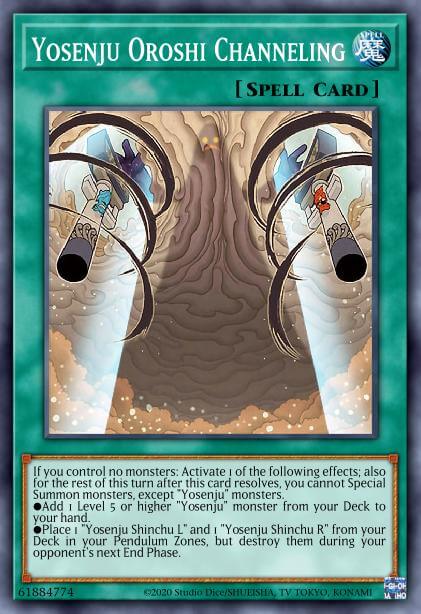 YOSENJU OROSHI CHANNELING
SPELL
魔
[SPELL CARD]
If you control no monsters: Activate 1 of the following effects; also
for the rest of this turn after this card resolves, you cannot Special
Summon monsters, except "Yosenju" monsters.
●Add 1 Level 5 or higher "Yosenju" monster from your Deck to
your hand.
●Place 1 "Yosenju Shinchu L" and 1 "Yosenju Shinchu R" from your
Deck in your Pendulum Zones, but destroy them during your
opponent's next End Phase.
61884774
©2020 Studio Dice/SHUEISHA, TV TOKYO, KONAMI